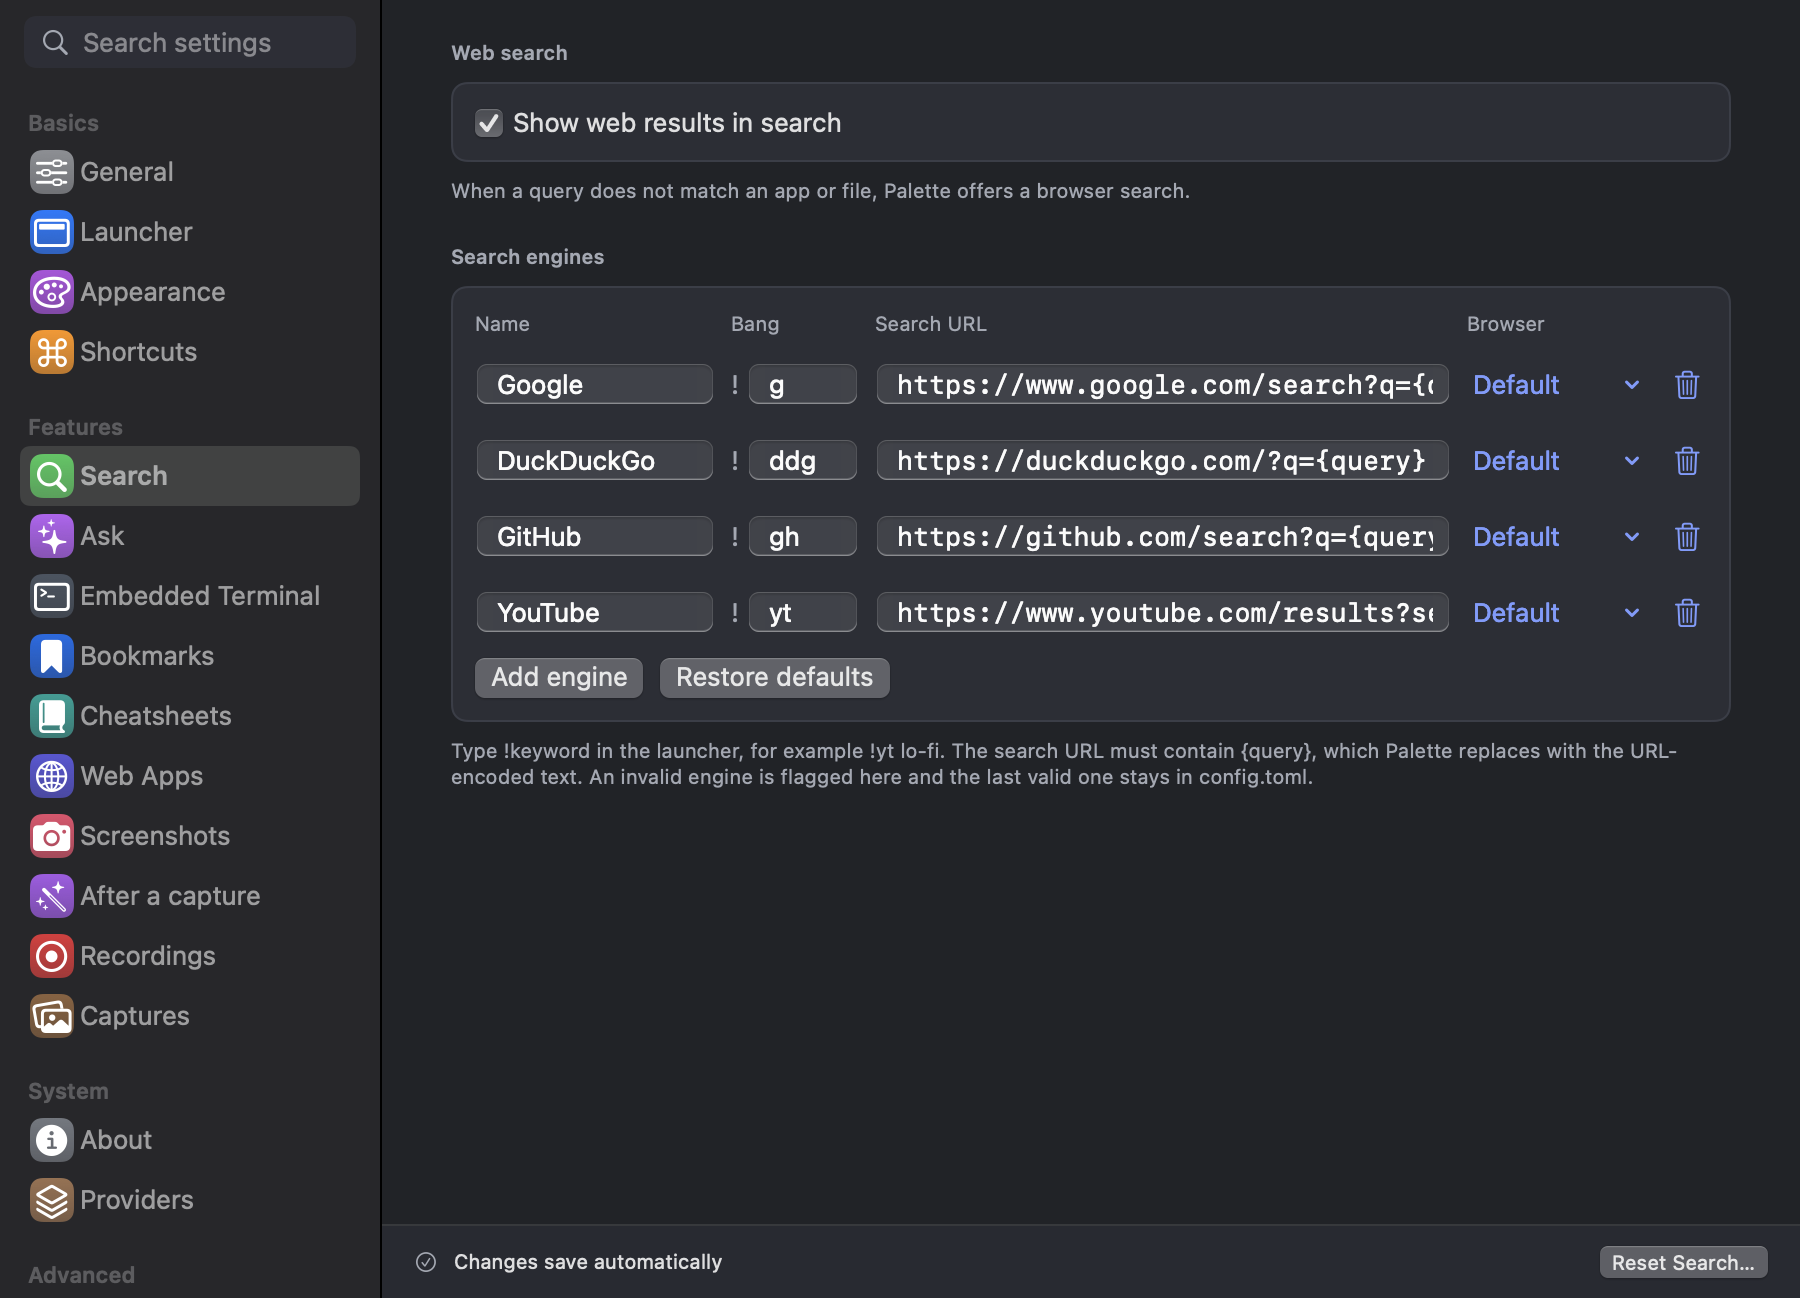 Search settings
Basics
General
Launcher
Appearance
Shortcuts
Features
Search
Ask
Embedded Terminal
Bookmarks
Cheatsheets
Web Apps
Screenshots
After a capture
Recordings
Captures
System
About
Providers
Advanced
Web search
Show web results in search
When a query does not match an app or file, Palette offers a browser search.
Search engines
Name Bang Search URL Browser
Google ! g https://www.google.com/search?q={ Default
DuckDuckGo ! ddg https://duckduckgo.com/?q={query} Default
GitHub ! gh https://github.com/search?q={query Default
YouTube ! yt https://www.youtube.com/results?se Default
Add engine Restore defaults
Type !keyword in the launcher, for example !yt lo-fi. The search URL must contain {query}, which Palette replaces with the URL-
encoded text. An invalid engine is flagged here and the last valid one stays in config.toml.
Changes save automatically
Reset Search...